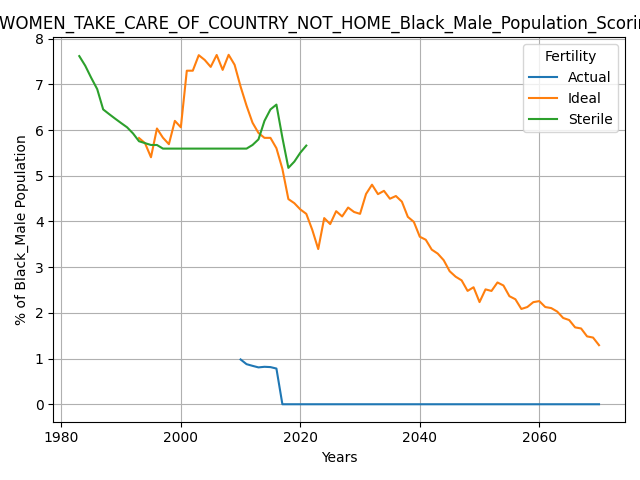 WOMEN_TAKE_CARE_OF_COUNTRY_NOT_HOME_Black_Male_Population_Scorin
Fertility
Actual
Ideal
Sterile
% of Black_Male Population
8
7
6
5
4
3
2
1
0
1980 2000 2020 2040 2060
Years